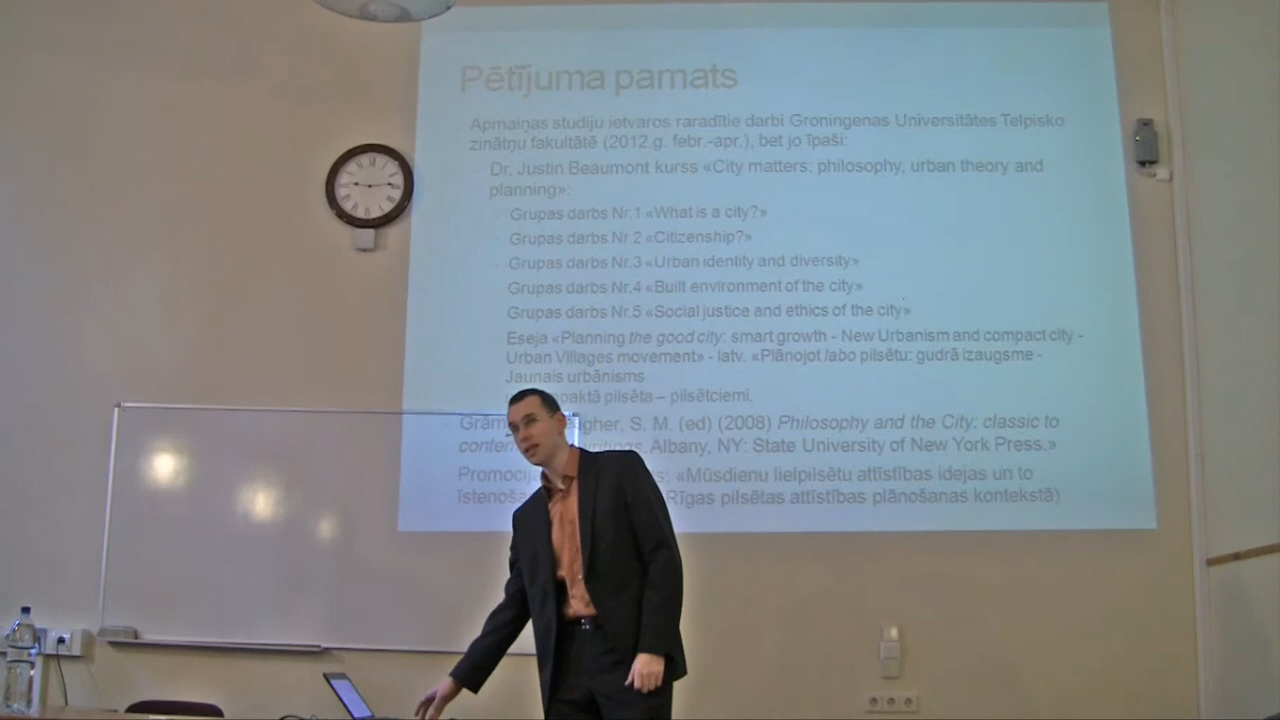 Pētījuma pamats
Apmaiņas studiju ietvaros raradītie darbi Groningenas Universitātes Telpisko
zinātņu fakultātē (2012.g. febr.-apr.), bet jo īpaši:
Dr. Justin Beaumont kurss «City matters: philosophy, urban theory and
planning»:
Grupas darbs Nr.1 «What is a city?»
Grupas darbs Nr.2 «Citizenship?»
Grupas darbs Nr.3 «Urban identity and diversity»
Grupas darbs Nr.4 «Built environment of the city»
Grupas darbs Nr.5 «Social justice and ethics of the city»
Eseja «Planning the good city: smart growth - New Urbanism and compact city -
Urban Villages movement» - latv. «Plānojot labo pilsētu: gudrā izaugsme -
Jaunais urbānisms
pilsēta – pilsētciemi.
S. M. (ed) (2008) Philosophy and the City: classic to
writings. Albany, NY: State University of New York Press.»
«Mūsdienu lielpilsētu attīstības idejas un to
Rīgas pilsētas attīstības plānošanas kontekstā)